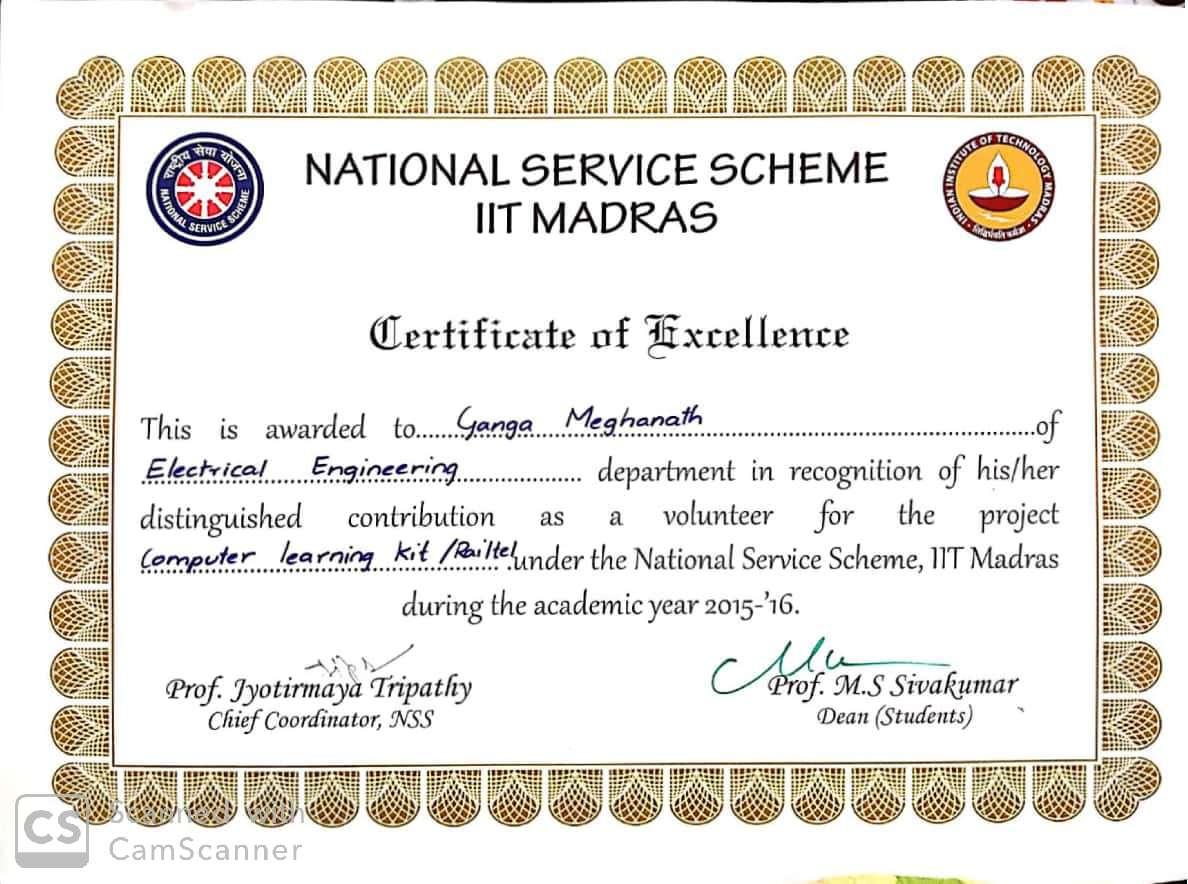 राष्ट्रीय सेवा योजना
NATIONAL SERVICE SCHEME
NATIONAL SERVICE SCHEME
IIT MADRAS
INDIAN INSTITUTE OF TECHNOLOGY MADRAS
Certificate of Excellence
This is awarded to......Ganga Meghanath......of
Electrical Engineering...... department in recognition of his/her
distinguished contribution as a volunteer for the project
Computer learning kit /Railtel under the National Service Scheme, IIT Madras
during the academic year 2015-'16.
Prof. Jyotirmaya Tripathy
Chief Coordinator, NSS
Prof. M.S Sivakumar
Dean (Students)
CS
Scanned with
CamScanner